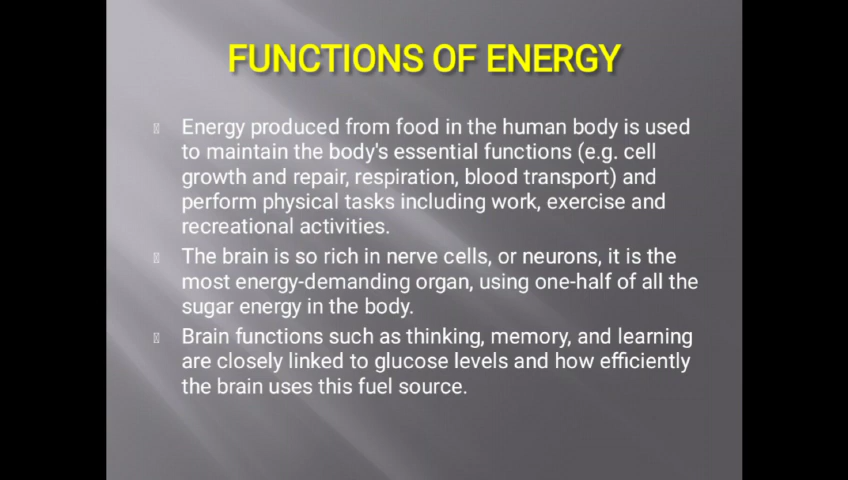 FUNCTIONS OF ENERGY
Energy produced from food in the human body is used
to maintain the body's essential functions (e.g. cell
growth and repair, respiration, blood transport) and
perform physical tasks including work, exercise and
recreational activities.
The brain is so rich in nerve cells, or neurons, it is the
most energy-demanding organ, using one-half of all the
sugar energy in the body.
Brain functions such as thinking, memory, and learning
are closely linked to glucose levels and how efficiently
the brain uses this fuel source.